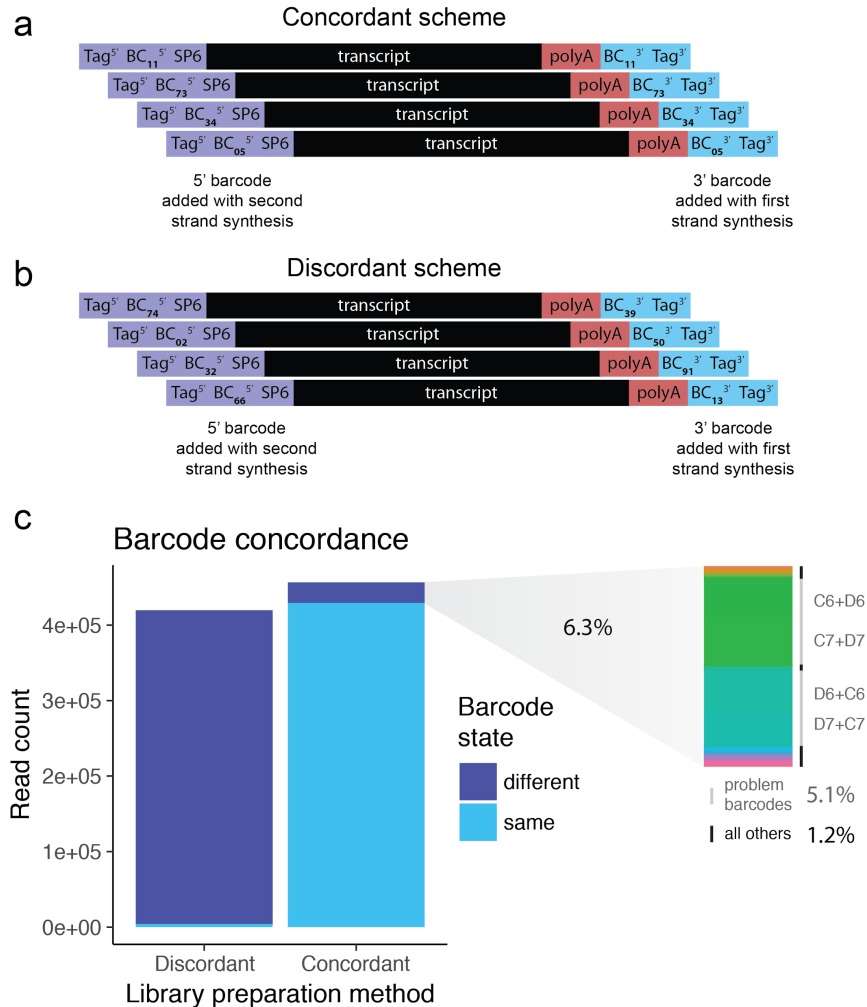 a
Concordant scheme
Tag5' BC11 5' SP6 transcript polyA BC11 3' Tag3'
Tag5' BC73 5' SP6 transcript polyA BC73 3' Tag3'
Tag5' BC34 5' SP6 transcript polyA BC34 3' Tag3'
Tag5' BC05 5' SP6 transcript polyA BC05 3' Tag3'
5' barcode
added with second
strand synthesis
3' barcode
added with first
strand synthesis
b
Discordant scheme
Tag5' BC74 5' SP6 transcript polyA BC39 3' Tag3'
Tag5' BC02 5' SP6 transcript polyA BC50 3' Tag3'
Tag5' BC32 5' SP6 transcript polyA BC91 3' Tag3'
Tag5' BC66 5' SP6 transcript polyA BC13 3' Tag3'
5' barcode
added with second
strand synthesis
3' barcode
added with first
strand synthesis
c
Barcode concordance
Read count
4e+05
3e+05
2e+05
1e+05
0e+00
Discordant Concordant
Library preparation method
Barcode
state
different
same
6.3%
C6+D6
C7+D7
D6+C6
D7+C7
problem
barcodes 5.1%
all others 1.2%